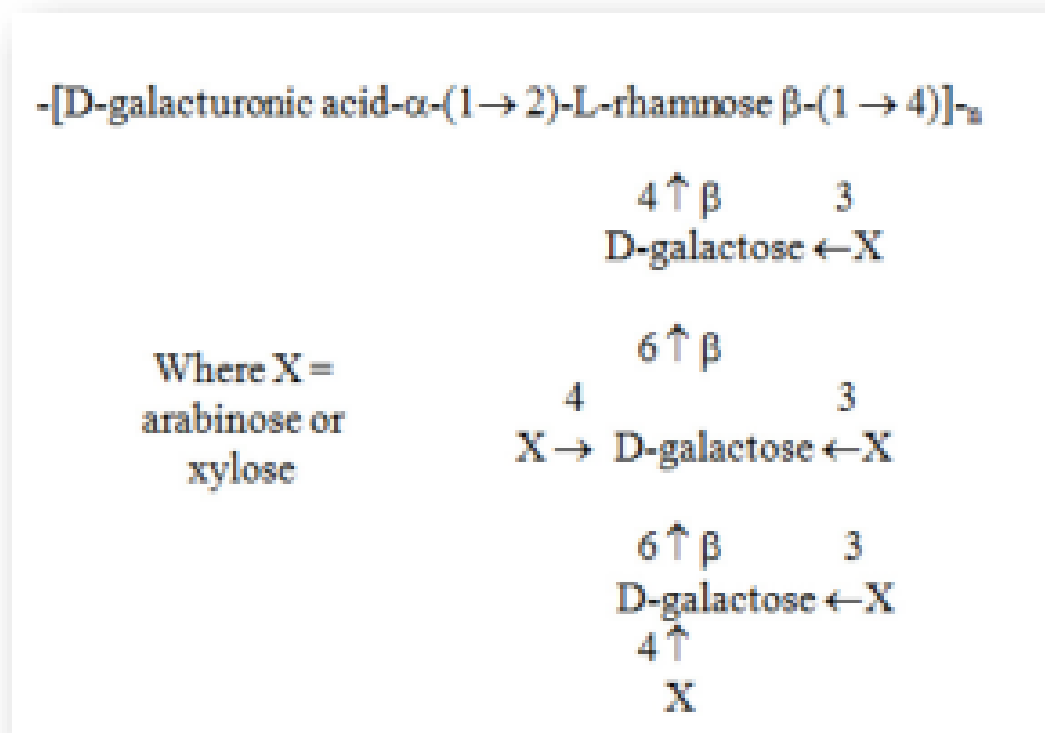 -[D-galacturonic acid-α-(1→ 2)-L-rhamnose β-(1 → 4)]-n
4 ↑ β 3
D-galactose ←X
6 ↑ β
Where X =
4 3
arabinose or
X → D-galactose ←X
xylose
6 ↑ β 3
D-galactose ←X
4 ↑
X